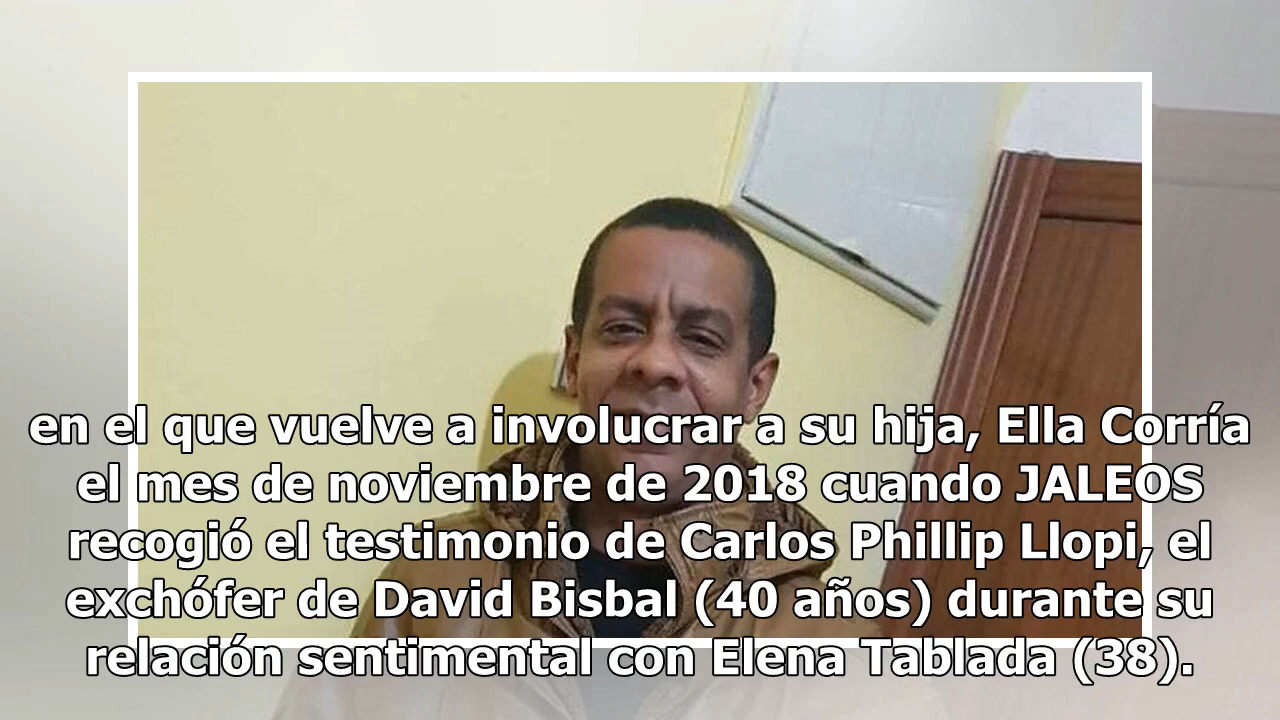 en el que vuelve a involucrar a su hija, Ella Corría
el mes de noviembre de 2018 cuando JALEOS
recogió el testimonio de Carlos Phillip Llopi, el
exchófer de David Bisbal (40 años) durante su
relación sentimental con Elena Tablada (38).